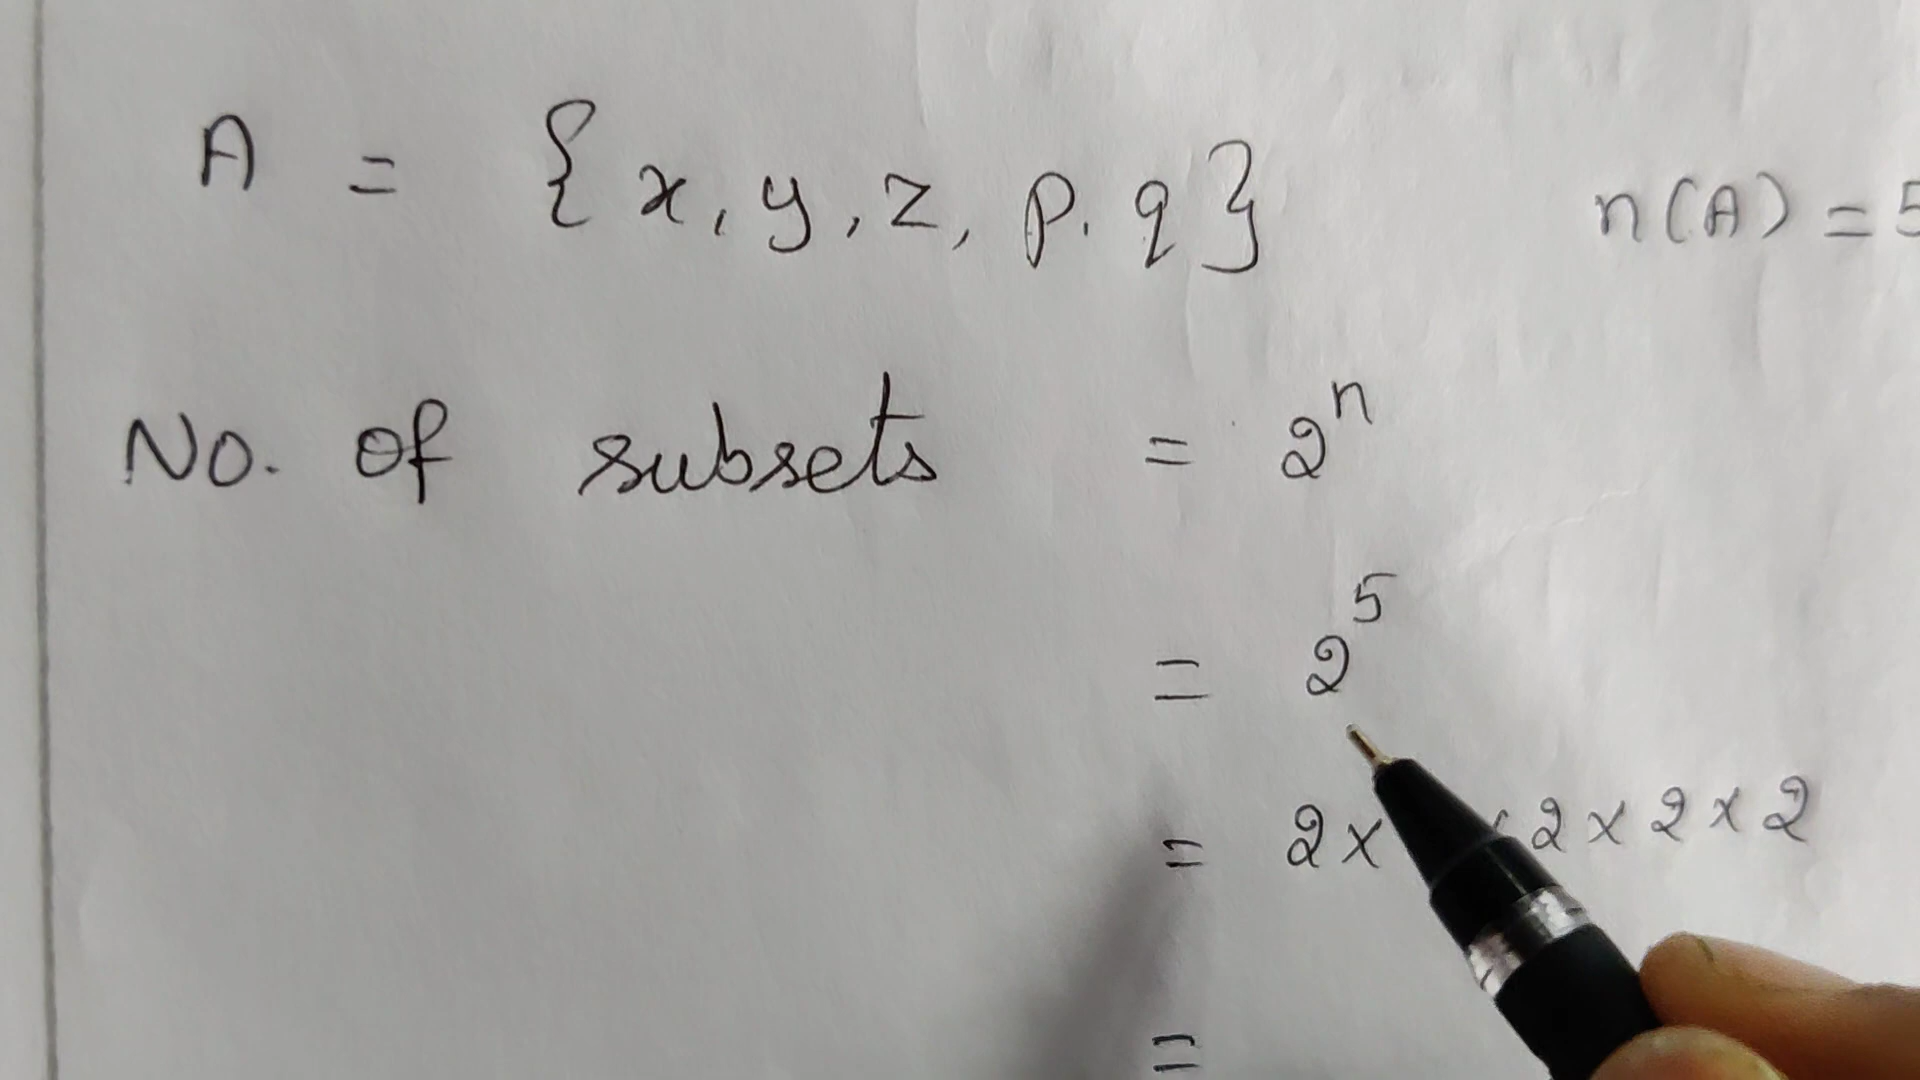 A = {x, y, z, p. q} n(A) = 5
No. of subsets = 2ⁿ
= 2⁵
= 2 × 2 × 2 × 2
=